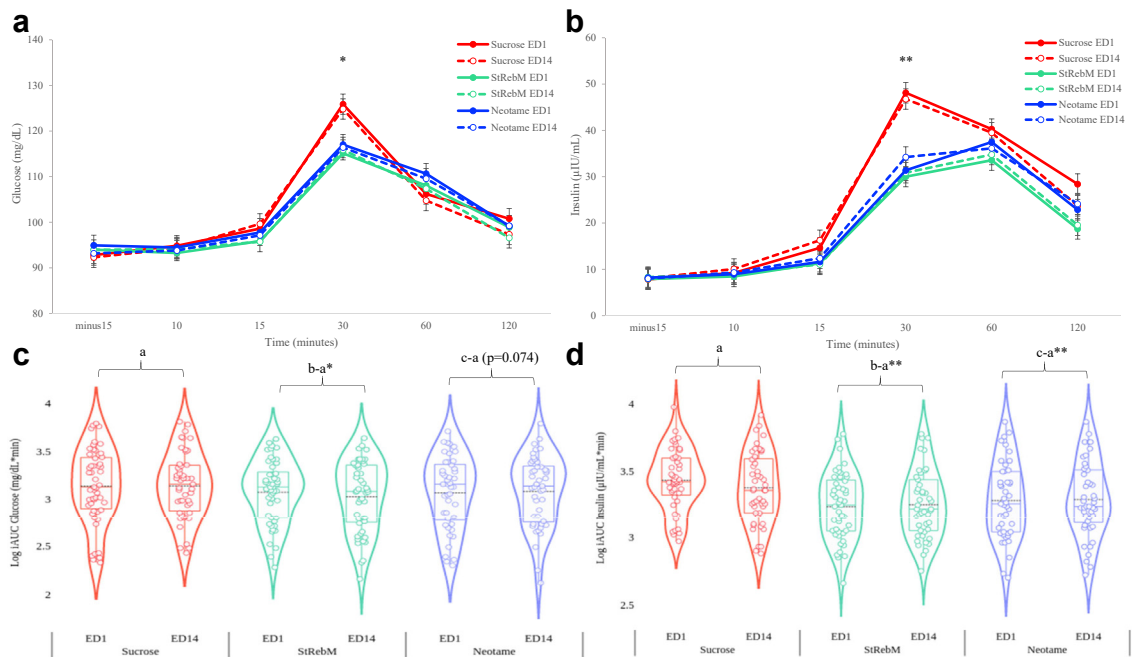 a
140
130
120
110
100
90
80
Glucose (mg/dL)
minus15 10 15 30 60 120
Time (minutes)
*
Sucrose ED1
Sucrose ED14
StRebM ED1
StRebM ED14
Neotame ED1
Neotame ED14
b
60
50
40
30
20
10
0
Insulin (µIU/mL)
minus15 10 15 30 60 120
Time (minutes)
**
Sucrose ED1
Sucrose ED14
StRebM ED1
StRebM ED14
Neotame ED1
Neotame ED14
c
a b-a* c-a (p=0.074)
4
3.5
3
2.5
2
Log iAUC Glucose (mg/dL*min)
ED1 ED14 ED1 ED14 ED1 ED14
Sucrose StRebM Neotame
d
a b-a** c-a**
4
3.5
3
2.5
Log iAUC Insulin (µIU/mL*min)
ED1 ED14 ED1 ED14 ED1 ED14
Sucrose StRebM Neotame